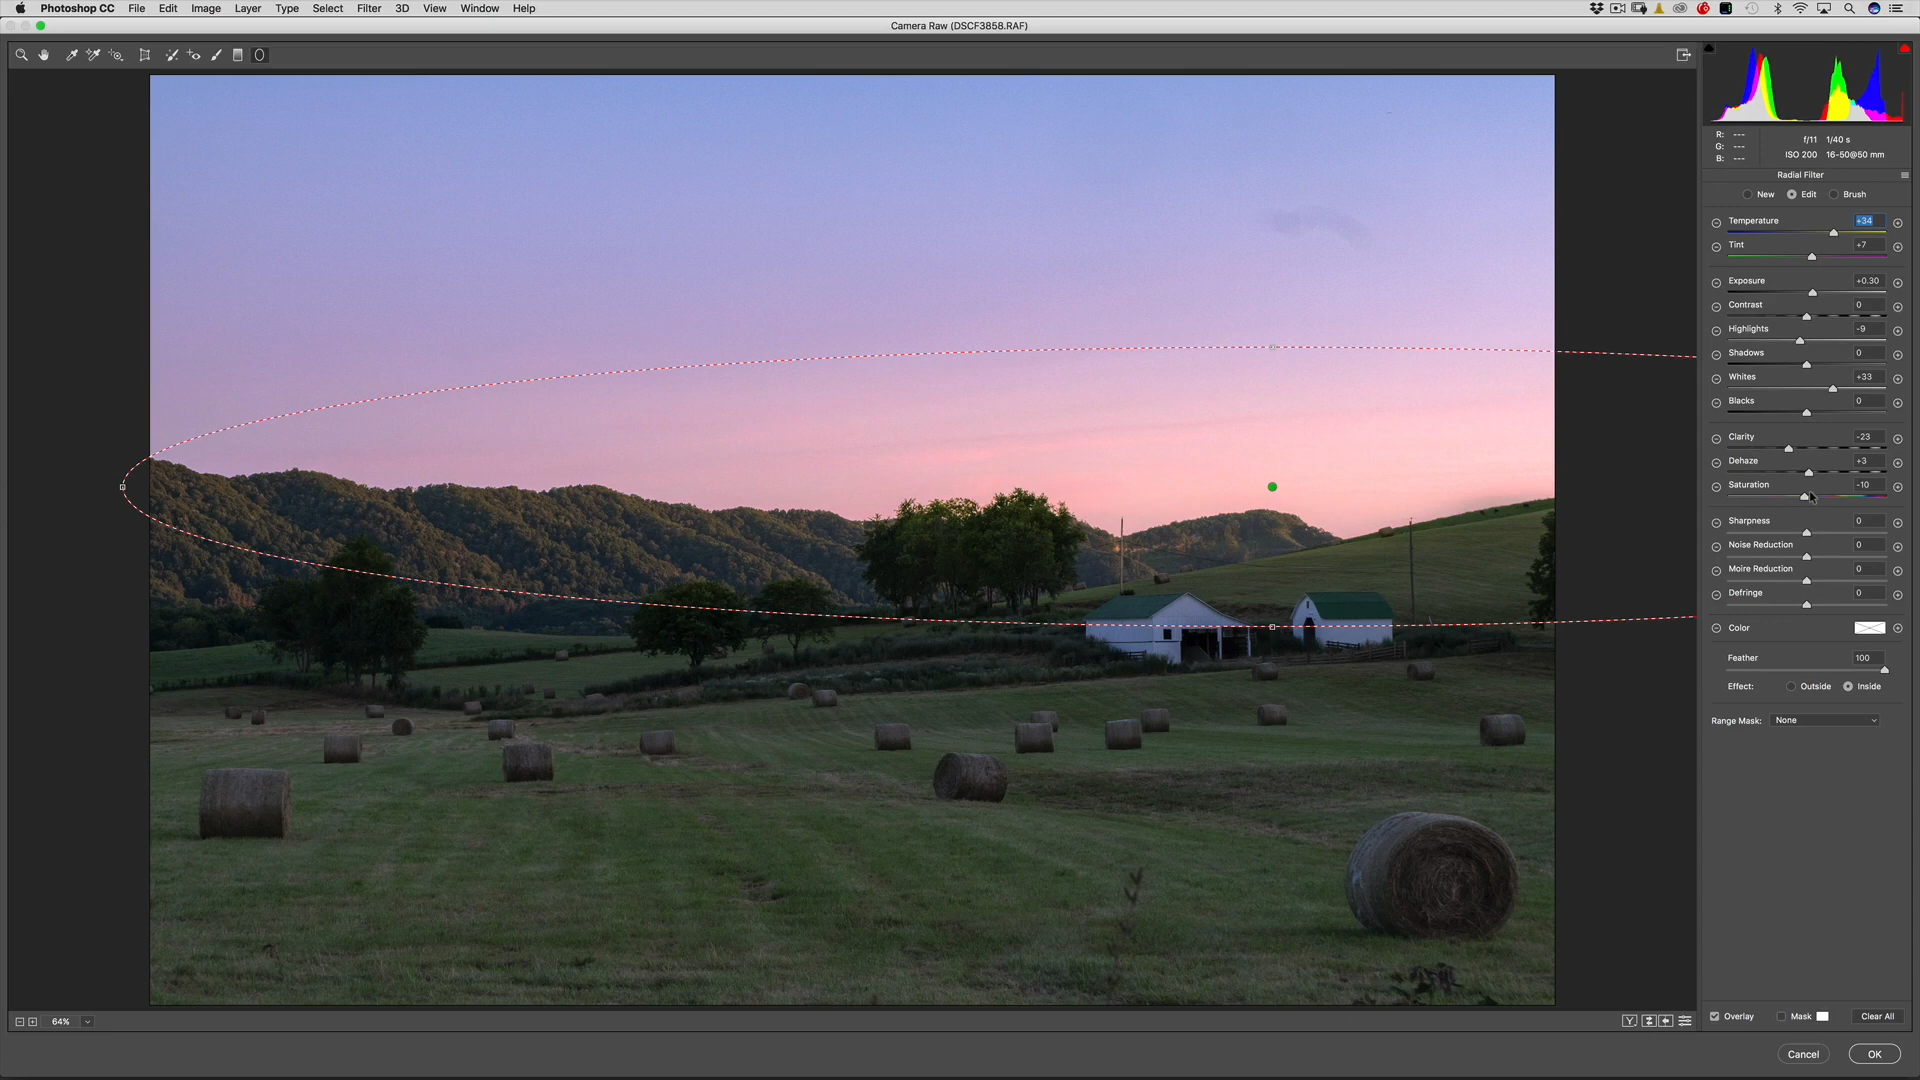 Photoshop CC File Edit Image Layer Type Select Filter 3D View Window Help
Camera Raw (DSCF3858.RAF)
R: ---
G: ---
B: ---
f/11 1/40 s
ISO 200 16-50@50 mm
Radial Filter
New Edit Brush
Temperature +34
Tint +7
Exposure +0.30
Contrast 0
Highlights -9
Shadows 0
Whites +33
Blacks 0
Clarity -23
Dehaze +3
Saturation -10
Sharpness 0
Noise Reduction 0
Moire Reduction 0
Defringe 0
Color
Feather 100
Effect: Outside Inside
Range Mask: None
64% Y Overlay Mask Clear All
Cancel OK